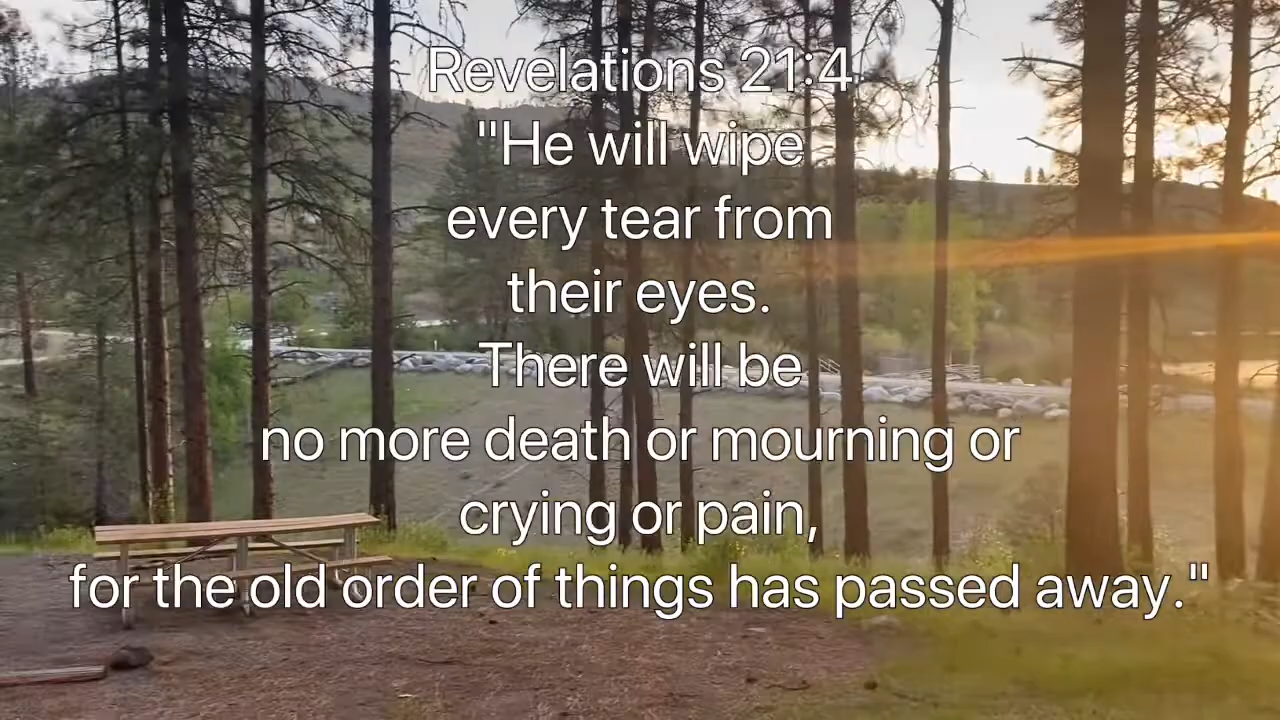 Revelations 21:4
"He will wipe
every tear from
their eyes.
There will be
no more death or mourning or
crying or pain,
for the old order of things has passed away."